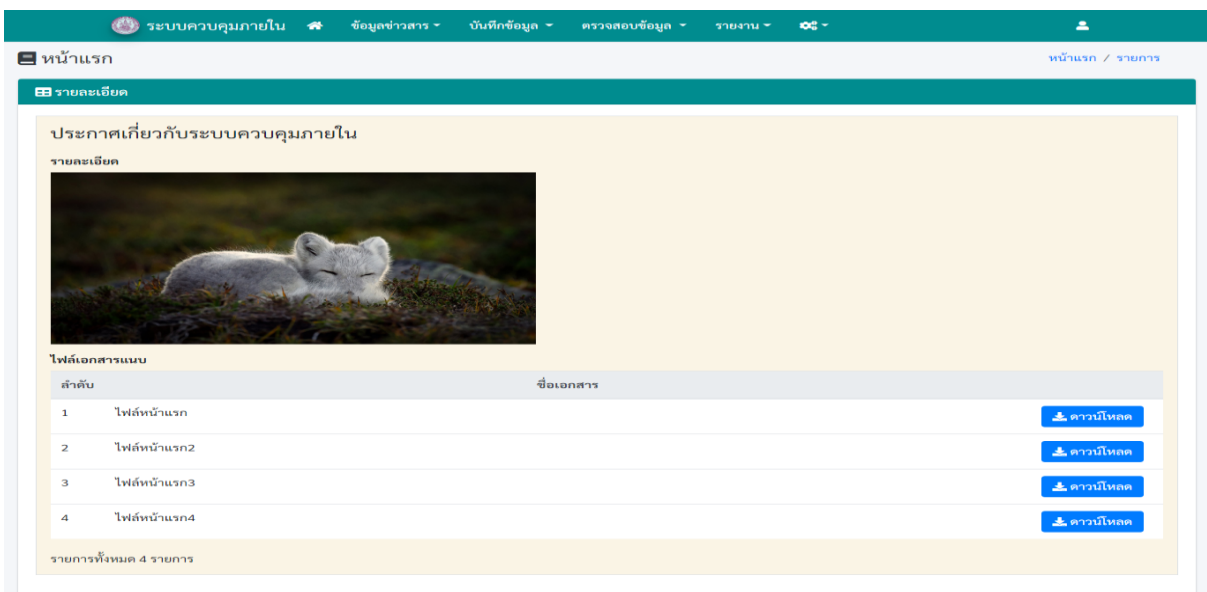 ระบบควบคุมภายใน ข้อมูลข่าวสาร บันทึกข้อมูล ตรวจสอบข้อมูล รายงาน
หน้าแรก หน้าแรก / รายการ
รายละเอียด
ประกาศเกี่ยวกับระบบควบคุมภายใน
รายละเอียด
ไฟล์เอกสารแนบ
ลำดับ ชื่อเอกสาร
1 ไฟล์หน้าแรก ดาวน์โหลด
2 ไฟล์หน้าแรก2 ดาวน์โหลด
3 ไฟล์หน้าแรก3 ดาวน์โหลด
4 ไฟล์หน้าแรก4 ดาวน์โหลด
รายการทั้งหมด 4 รายการ